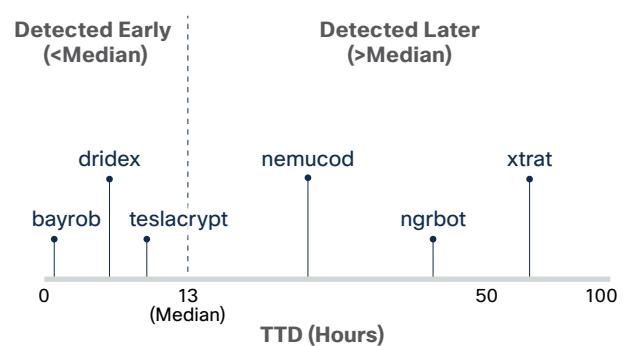 Detected Early
(<Median)
Detected Later
(>Median)
dridex
nemucod
xtrat
bayrob
teslacrypt
ngrbot
0
13
50
100
(Median)
TTD (Hours)